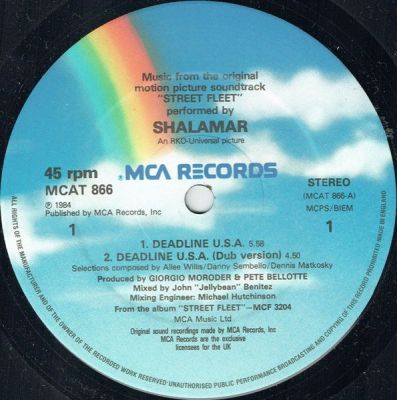 Music from the original
motion picture soundtrack
"STREET FLEET"
performed by
SHALAMAR
An RKO-Universal picture
45 rpm
MCA RECORDS
MCAT 866
STEREO
℗ 1984
(MCAT 866-A)
Published by MCA Records, Inc
MCPS/BIEM
1
1
1. DEADLINE U.S.A. 5.58
2. DEADLINE U.S.A. (Dub version) 4.50
Selections composed by Allee Willis/Danny Sembello/Dennis Matkosky
Produced by GIORGIO MORODER & PETE BELLOTTE
Mixed by John "Jellybean" Benitez
Mixing Engineer: Michael Hutchinson
From the album "STREET FLEET"—MCF 3204
MCA Music Ltd
Original sound recordings made by MCA Records Inc.
MCA Records are the exclusive
licensees for the UK
ALL RIGHTS OF THE MANUFACTURER AND OF THE OWNER OF THE RECORDED WORK RESERVED UNAUTHORISED PUBLIC PERFORMANCE BROADCASTING AND COPYING OF THIS RECORD PROHIBITED MADE IN ENGLAND